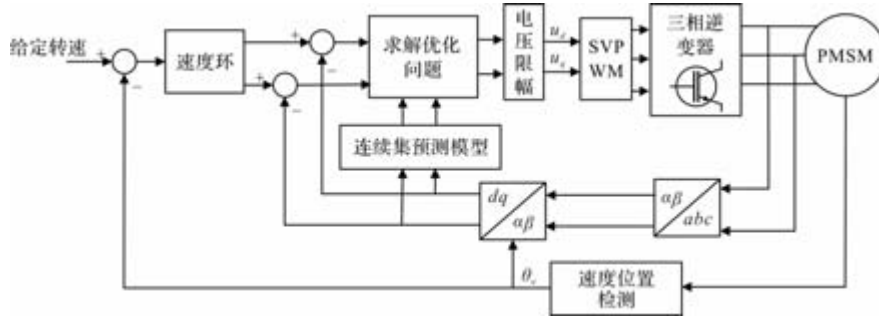 给定转速
+
−
速度环
+
−
+
−
求解优化
问题
电
压
限
幅
u_d
u_q
SVP
WM
三相逆
变器
PMSM
连续集预测模型
dq
αβ
αβ
abc
θ_e
速度位置
检测